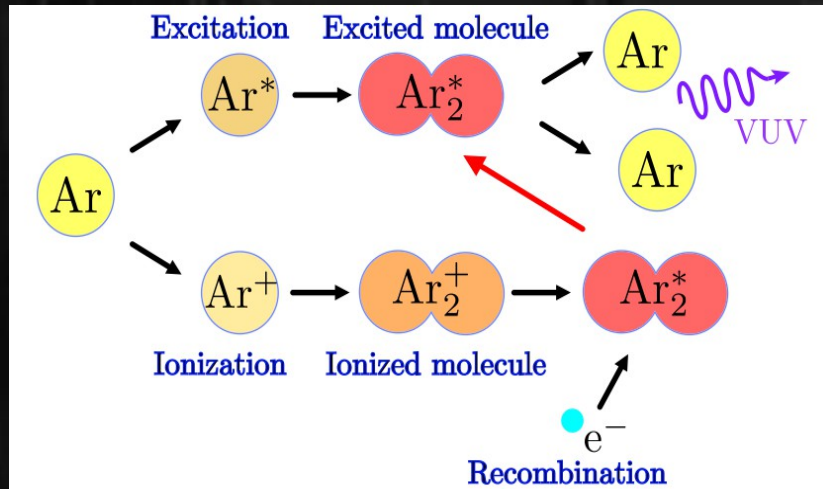 Excitation Excited molecule
Ar
Ar*
Ar₂*
VUV
Ar
Ar
Ar⁺
Ar₂⁺
Ar₂*
Ionization Ionized molecule
e⁻
Recombination